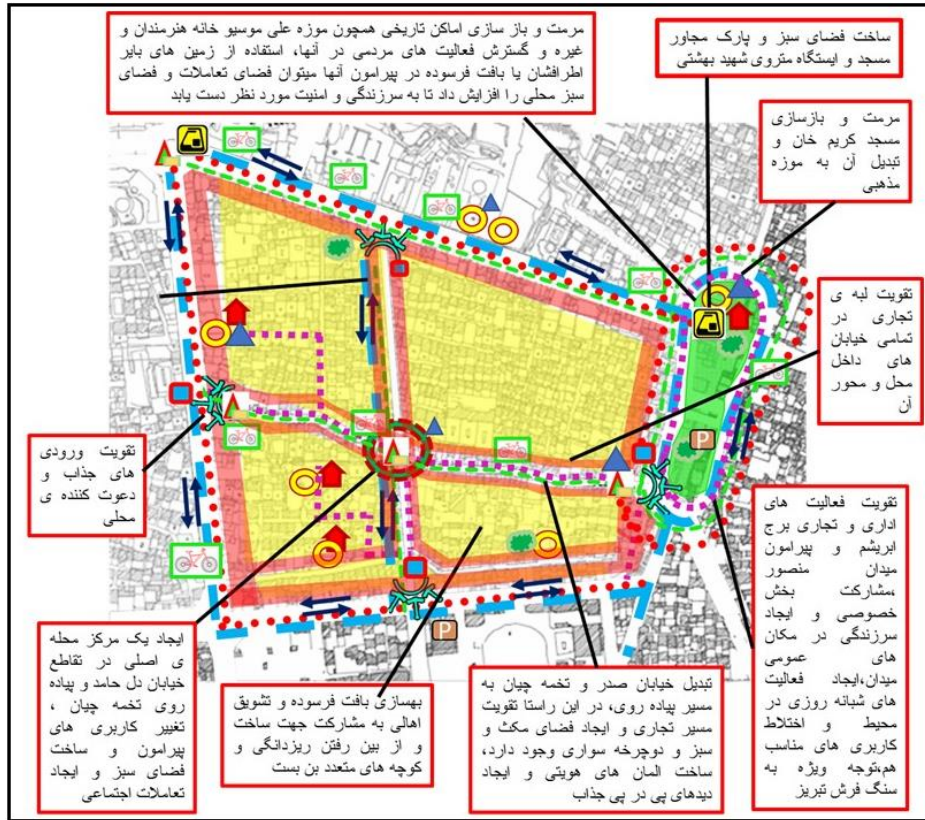 مرمت و باز سازی اماکن تاریخی همچون موزه علی موسیو خانه هنرمندان و
غیره و گسترش فعالیت های مردمی در آنها، استفاده از زمین های بایر
اطرافشان یا بافت فرسوده در پیرامون آنها میتوان فضای تعاملات و فضای
سبز محلی را افزایش داد تا به سرزندگی و امنیت مورد نظر دست یابد
ساخت فضای سبز و پارک مجاور
مسجد و ایستگاه متروی شهید بهشتی
مرمت و بازسازی
مسجد کریم خان و
تبدیل آن به موزه
مذهبی
تقویت لبه ی
تجاری در
تمامی خیابان
های داخل
محل و محور
آن
تقویت ورودی
های جذاب و
دعوت کننده ی
محلی
تقویت فعالیت های
اداری و تجاری برج
ابریشم و پیرامون
میدان منصور
،مشارکت بخش
خصوصی و ایجاد
سرزندگی در مکان
های عمومی
میدان،ایجاد فعالیت
های شبانه روزی در
محیط و اختلاط
کاربری های مناسب
هم،توجه ویژه به
سنگ فرش تبریز
ایجاد یک مرکز محله
ی اصلی در تقاطع
خیابان دل حامد و پیاده
روی تخمه چیان ،
تغییر کاربری های
پیرامون و ساخت
فضای سبز و ایجاد
تعاملات اجتماعی
بهسازی بافت فرسوده و تشویق
اهالی به مشارکت جهت ساخت
و از بین رفتن ریزدانگی و
کوچه های متعدد بن بست
تبدیل خیابان صدر و تخمه چیان به
مسیر پیاده روی، در این راستا تقویت
مسیر تجاری و ایجاد فضای مکث و
سبز و دوچرخه سواری وجود دارد،
ساخت المان های هویتی و ایجاد
دیدهای پی در پی جذاب
P
P